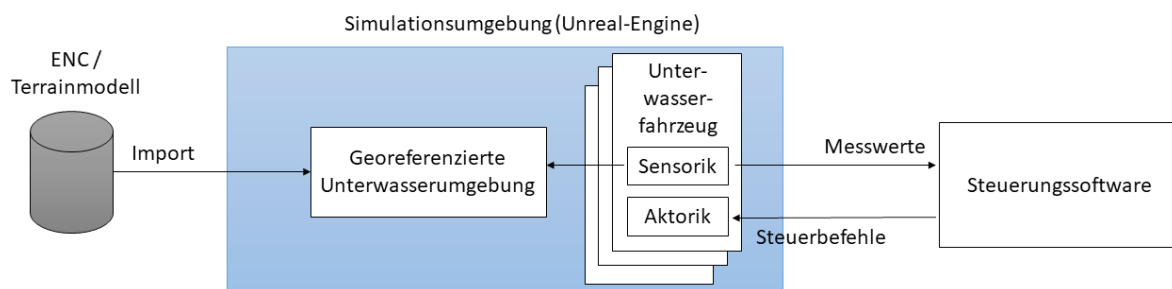 Simulationsumgebung (Unreal-Engine)
ENC /
Terrainmodell
Import
Georeferenzierte
Unterwasserumgebung
Unter-
wasser-
fahrzeug
Sensorik
Aktorik
Messwerte
Steuerbefehle
Steuerungssoftware